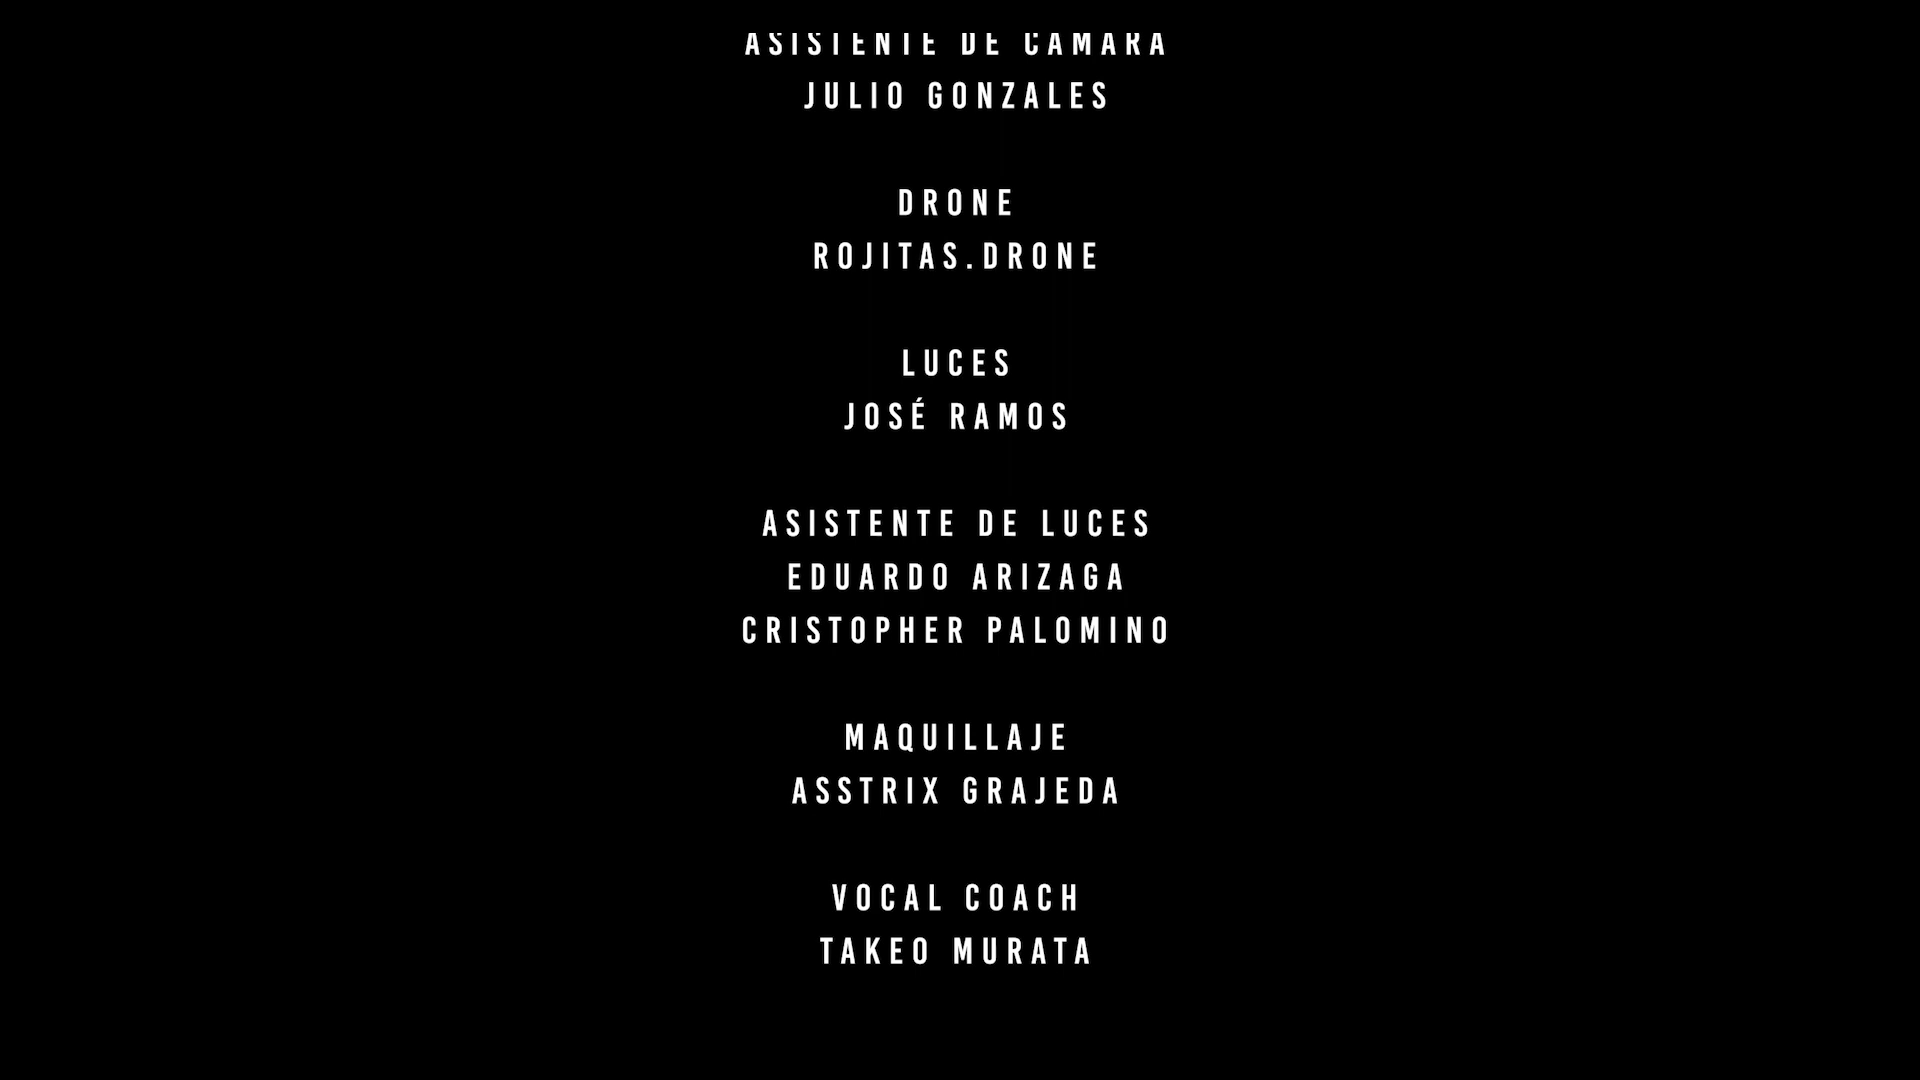 ASISTENTE DE CAMARA
JULIO GONZALES
DRONE
ROJITAS.DRONE
LUCES
JOSÉ RAMOS
ASISTENTE DE LUCES
EDUARDO ARIZAGA
CRISTOPHER PALOMINO
MAQUILLAJE
ASSTRIX GRAJEDA
VOCAL COACH
TAKEO MURATA